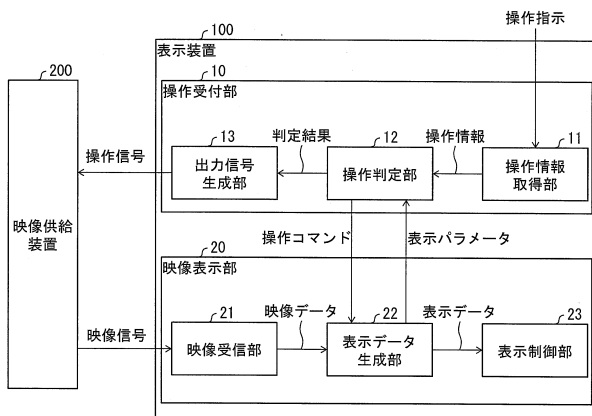 操作指示
100
表示装置
200
10
操作受付部
13
判定結果
12
操作情報
11
操作信号
出力信号
生成部
操作判定部
操作情報
取得部
映像供給
装置
操作コマンド
表示パラメータ
20
映像表示部
21
映像データ
22
表示データ
23
映像信号
映像受信部
表示データ
生成部
表示制御部